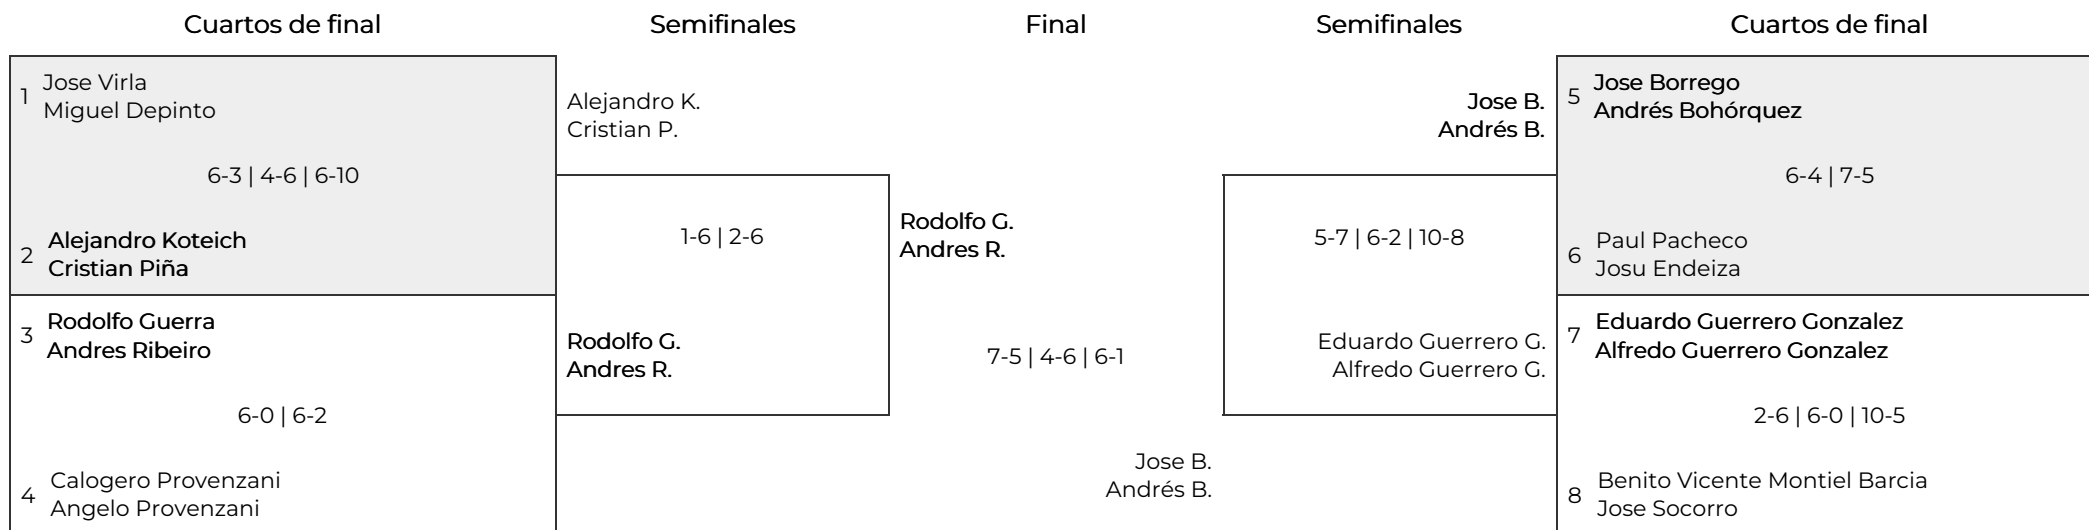 Cuartos de final
Semifinales
Final
Semifinales
Cuartos de final
1
Jose Virla
Miguel Depinto
6-3 | 4-6 | 6-10
2
Alejandro Koteich
Cristian Piña
3
Rodolfo Guerra
Andres Ribeiro
6-0 | 6-2
4
Calogero Provenzani
Angelo Provenzani
Alejandro K.
Cristian P.
1-6 | 2-6
Rodolfo G.
Andres R.
Rodolfo G.
Andres R.
7-5 | 4-6 | 6-1
Jose B.
Andrés B.
Jose B.
Andrés B.
5-7 | 6-2 | 10-8
Eduardo Guerrero G.
Alfredo Guerrero G.
5
Jose Borrego
Andrés Bohórquez
6-4 | 7-5
6
Paul Pacheco
Josu Endeiza
7
Eduardo Guerrero Gonzalez
Alfredo Guerrero Gonzalez
2-6 | 6-0 | 10-5
8
Benito Vicente Montiel Barcia
Jose Socorro